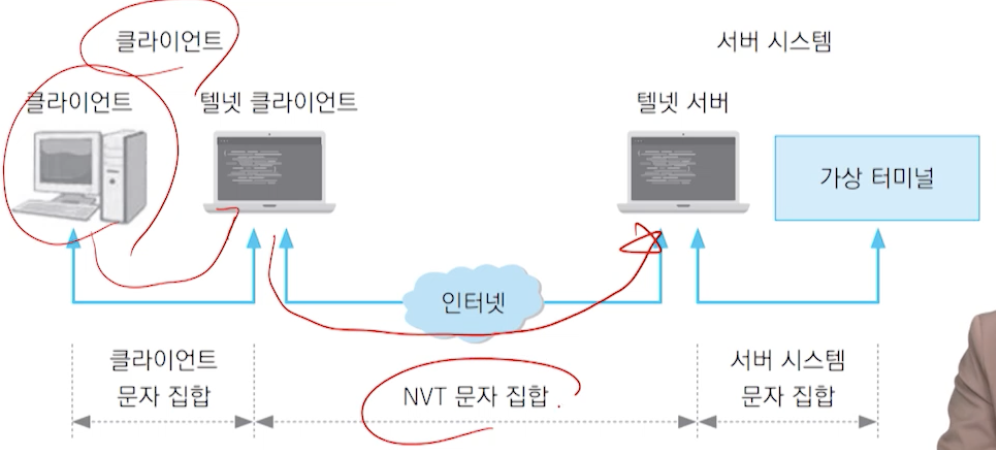 클라이언트
서버 시스템
클라이언트
텔넷 클라이언트
텔넷 서버
가상 터미널
인터넷
클라이언트
문자 집합
NVT 문자 집합
서버 시스템
문자 집합